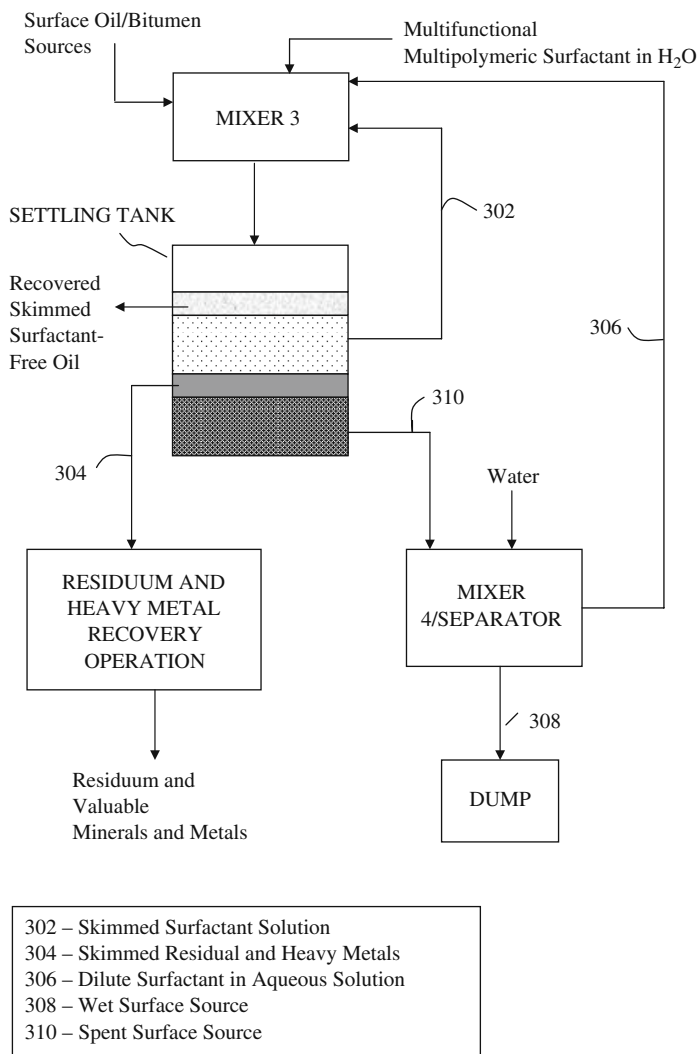 Surface Oil/Bitumen
Sources
Multifunctional
Multipolymeric Surfactant in H₂O
MIXER 3
302
SETTLING TANK
Recovered
Skimmed
Surfactant-
Free Oil
306
310
304
Water
RESIDUUM AND
HEAVY METAL
RECOVERY
OPERATION
MIXER
4/SEPARATOR
308
Residuum and
Valuable
Minerals and Metals
DUMP
302 – Skimmed Surfactant Solution
304 – Skimmed Residual and Heavy Metals
306 – Dilute Surfactant in Aqueous Solution
308 – Wet Surface Source
310 – Spent Surface Source